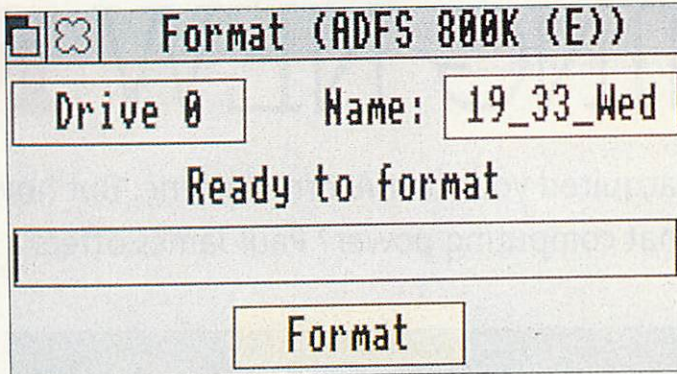 Format (ADFS 800K (E))
Drive 0 Name: 19_33_Wed
Ready to format
Format